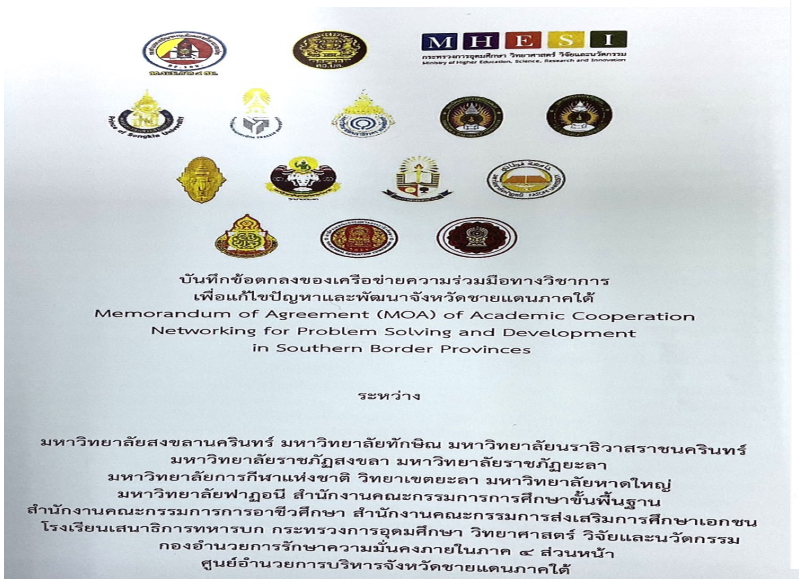 MHESI
กระทรวงการอุดมศึกษา วิทยาศาสตร์ วิจัยและนวัตกรรม
Ministry of Higher Education, Science, Research and Innovation
Prince of Songkla University
บันทึกข้อตกลงของเครือข่ายความร่วมมือทางวิชาการ
เพื่อแก้ไขปัญหาและพัฒนาจังหวัดชายแดนภาคใต้
Memorandum of Agreement (MOA) of Academic Cooperation
Networking for Problem Solving and Development
in Southern Border Provinces
ระหว่าง
มหาวิทยาลัยสงขลานครินทร์ มหาวิทยาลัยทักษิณ มหาวิทยาลัยนราธิวาสราชนครินทร์
มหาวิทยาลัยราชภัฏสงขลา มหาวิทยาลัยราชภัฏยะลา
มหาวิทยาลัยการกีฬาแห่งชาติ วิทยาเขตยะลา มหาวิทยาลัยหาดใหญ่
มหาวิทยาลัยฟาฏอนี สำนักงานคณะกรรมการการศึกษาขั้นพื้นฐาน
สำนักงานคณะกรรมการการอาชีวศึกษา สำนักงานคณะกรรมการส่งเสริมการศึกษาเอกชน
โรงเรียนเสนาธิการทหารบก กระทรวงการอุดมศึกษา วิทยาศาสตร์ วิจัยและนวัตกรรม
กองอำนวยการรักษาความมั่นคงภายในภาค ๔ ส่วนหน้า
ศูนย์อำนวยการบริหารจังหวัดชายแดนภาคใต้